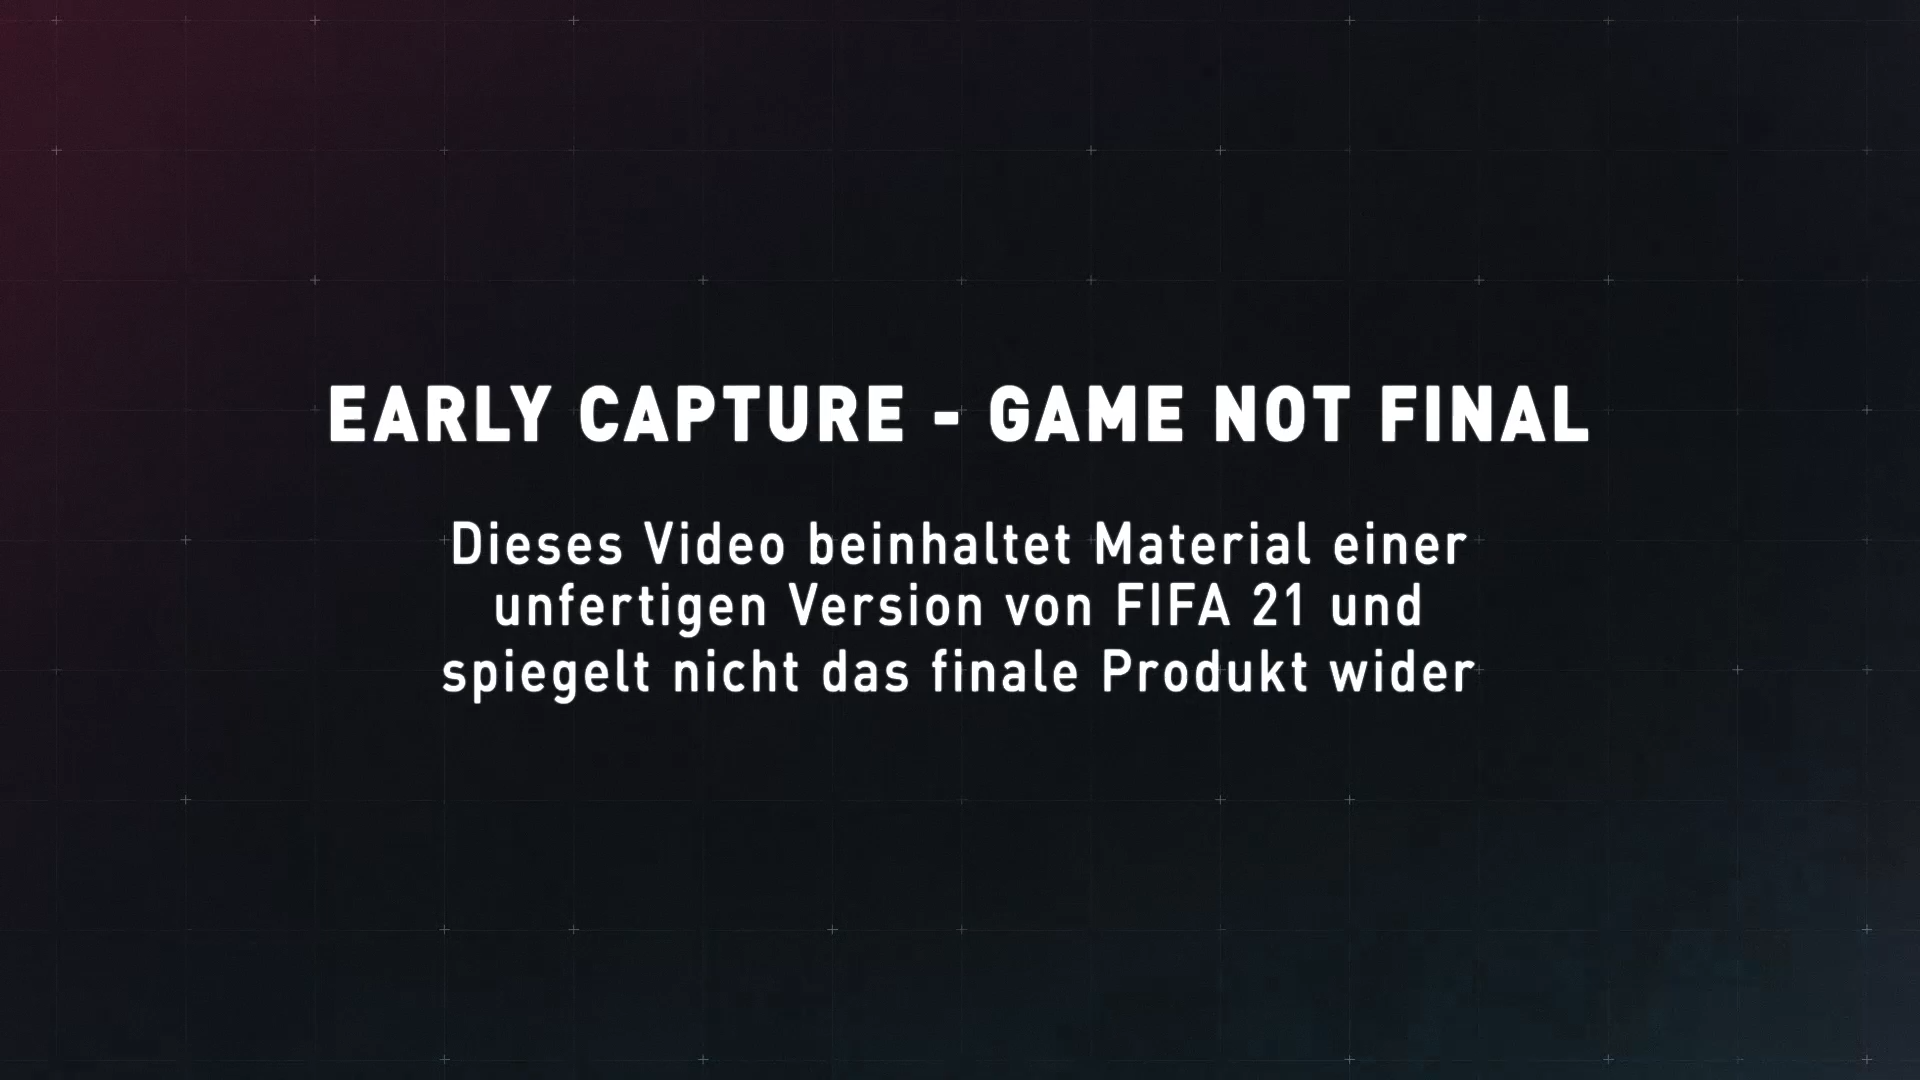 EARLY CAPTURE - GAME NOT FINAL
Dieses Video beinhaltet Material einer
unfertigen Version von FIFA 21 und
spiegelt nicht das finale Produkt wider